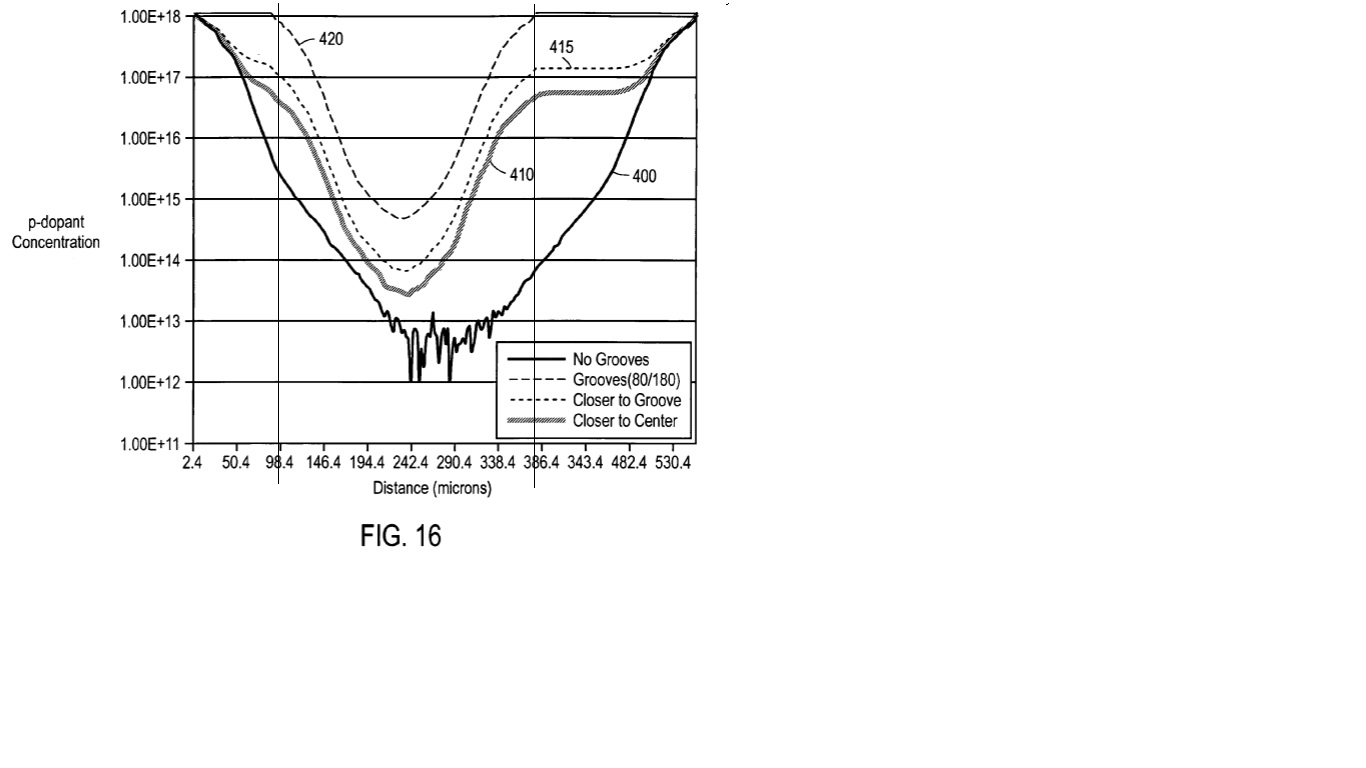 1.00E+18
1.00E+17
1.00E+16
1.00E+15
1.00E+14
1.00E+13
1.00E+12
1.00E+11
p-dopant
Concentration
420
415
410
400
No Grooves
Grooves(80/180)
Closer to Groove
Closer to Center
2.4 50.4 98.4 146.4 194.4 242.4 290.4 338.4 386.4 343.4 482.4 530.4
Distance (microns)
FIG. 16